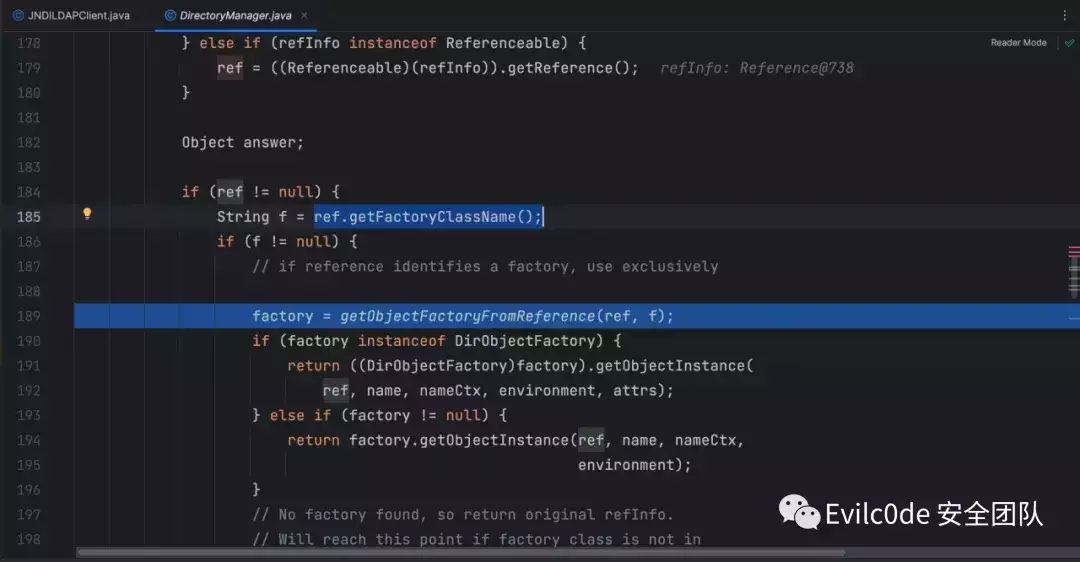 JNDILDAPClient.java
DirectoryManager.java
Reader Mode
178 } else if (refInfo instanceof Referenceable) {
179 ref = ((Referenceable)(refInfo)).getReference(); refInfo: Reference@738
180 }
181
182 Object answer;
183
184 if (ref != null) {
185 String f = ref.getFactoryClassName();
186 if (f != null) {
187 // if reference identifies a factory, use exclusively
188
189 factory = getObjectFactoryFromReference(ref, f);
190 if (factory instanceof DirObjectFactory) {
191 return ((DirObjectFactory)factory).getObjectInstance(
192 ref, name, nameCtx, environment, attrs);
193 } else if (factory != null) {
194 return factory.getObjectInstance(ref, name, nameCtx,
195 environment);
196 }
197 // No factory found, so return original refInfo.
198 // Will reach this point if factory class is not in
Evilc0de 安全团队